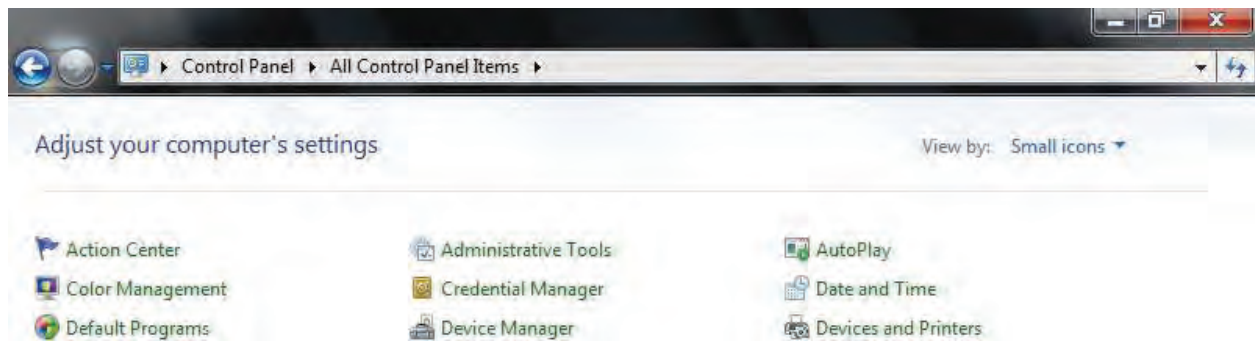 Control Panel All Control Panel Items
Adjust your computer's settings View by: Small icons
Action Center Administrative Tools AutoPlay
Color Management Credential Manager Date and Time
Default Programs Device Manager Devices and Printers